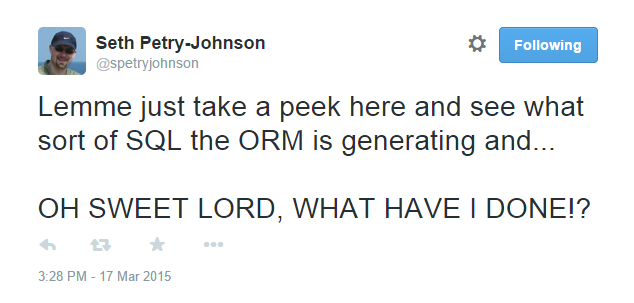 Seth Petry-Johnson
@spetryjohnson
Following
Lemme just take a peek here and see what
sort of SQL the ORM is generating and...
OH SWEET LORD, WHAT HAVE I DONE!?
3:28 PM - 17 Mar 2015